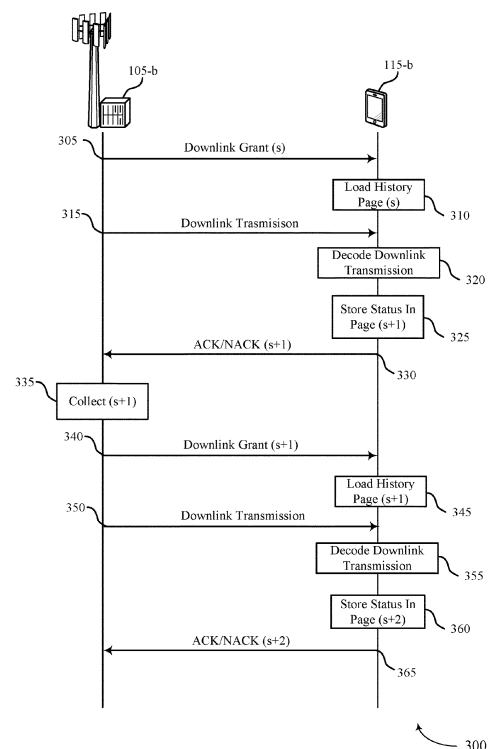 105-b
115-b
305
Downlink Grant (s)
Load History
Page (s)
310
315
Downlink Trasmisison
Decode Downlink
Transmission
320
Store Status In
Page (s+1)
325
ACK/NACK (s+1)
330
335
Collect (s+1)
340
Downlink Grant (s+1)
Load History
Page (s+1)
345
350
Downlink Transmission
Decode Downlink
Transmission
355
Store Status In
Page (s+2)
360
ACK/NACK (s+2)
365
300